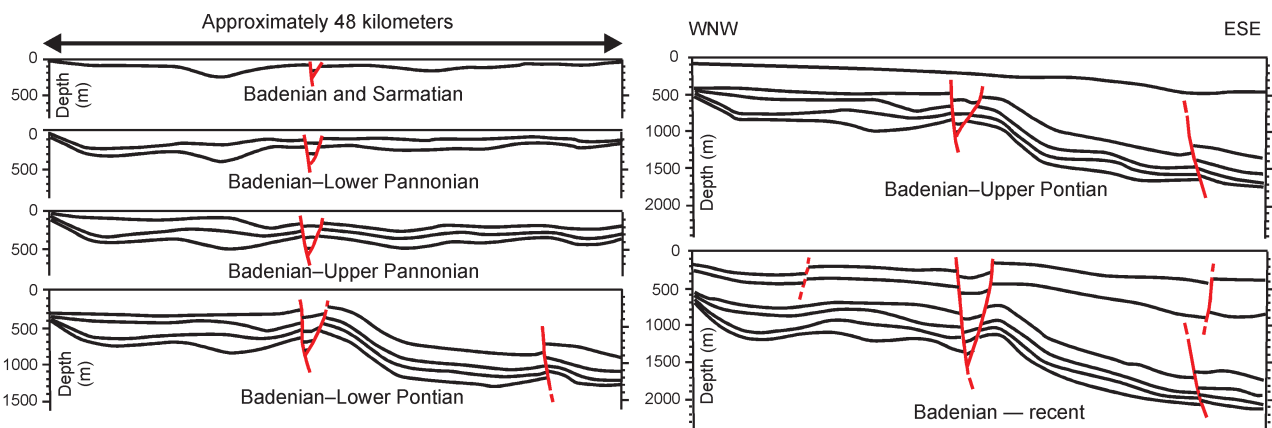 Approximately 48 kilometers
0
500
Depth
(m)
Badenian and Sarmatian
0
500
Badenian–Lower Pannonian
0
500
Badenian–Upper Pannonian
0
500
1000
1500
Depth
(m)
Badenian–Lower Pontian
WNW
ESE
0
500
1000
1500
2000
Depth (m)
Badenian–Upper Pontian
0
500
1000
1500
2000
Depth (m)
Badenian — recent